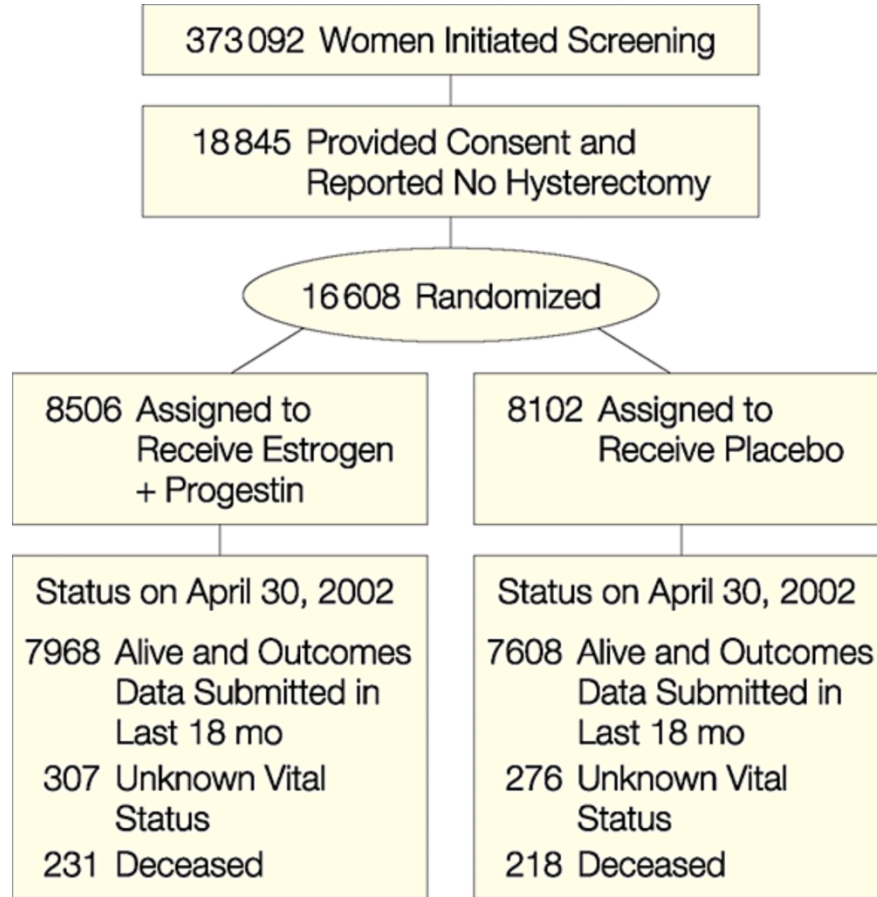 373 092 Women Initiated Screening
18 845 Provided Consent and
Reported No Hysterectomy
16 608 Randomized
8506 Assigned to
Receive Estrogen
+ Progestin
8102 Assigned to
Receive Placebo
Status on April 30, 2002
7968 Alive and Outcomes
Data Submitted in
Last 18 mo
307 Unknown Vital
Status
231 Deceased
Status on April 30, 2002
7608 Alive and Outcomes
Data Submitted in
Last 18 mo
276 Unknown Vital
Status
218 Deceased